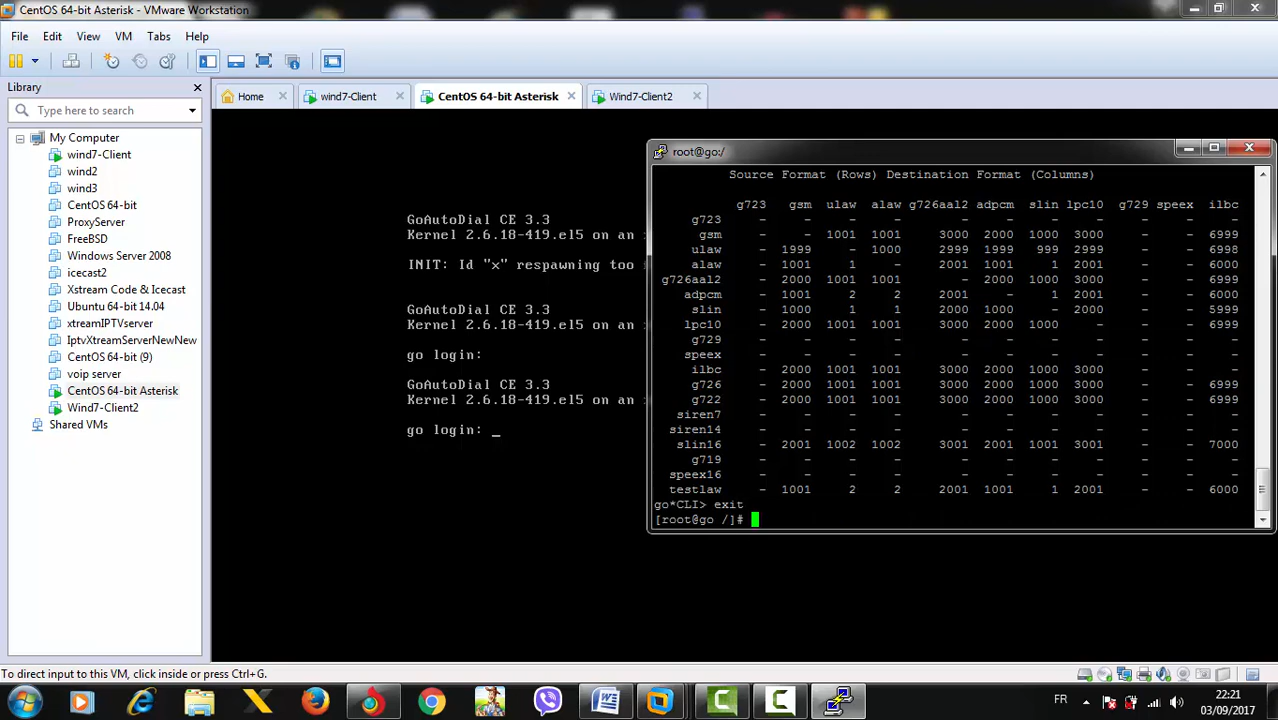 CentOS 64-bit Asterisk - VMware Workstation
File Edit View VM Tabs Help
Library
Type here to search
My Computer
wind7-Client
wind2
wind3
CentOS 64-bit
ProxyServer
FreeBSD
Windows Server 2008
icecast2
Xstream Code & Icecast
Ubuntu 64-bit 14.04
xtreamIPTVserver
IptvXtreamServerNewNew
CentOS 64-bit (9)
voip server
CentOS 64-bit Asterisk
Wind7-Client2
Shared VMs
Home wind7-Client CentOS 64-bit Asterisk Wind7-Client2
GoAutoDial CE 3.3
Kernel 2.6.18-419.el5 on an
INIT: Id "x" respawning too
GoAutoDial CE 3.3
Kernel 2.6.18-419.el5 on an
go login:
GoAutoDial CE 3.3
Kernel 2.6.18-419.el5 on an
go login: _
root@go:/
Source Format (Rows) Destination Format (Columns)
g723 gsm ulaw alaw g726aal2 adpcm slin lpc10 g729 speex ilbc
g723 - - - - - - - - - - -
gsm - - 1001 1001 3000 2000 1000 3000 - - 6999
ulaw - 1999 - 1000 2999 1999 999 2999 - - 6998
alaw - 1001 1 - 2001 1001 1 2001 - - 6000
g726aal2 - 2000 1001 1001 - 2000 1000 3000 - - 6999
adpcm - 1001 2 2 2001 - 1 2001 - - 6000
slin - 1000 1 1 2000 1000 - 2000 - - 5999
lpc10 - 2000 1001 1001 3000 2000 1000 - - - 6999
g729 - - - - - - - - - - -
speex - - - - - - - - - - -
ilbc - 2000 1001 1001 3000 2000 1000 3000 - - -
g726 - 2000 1001 1001 3000 2000 1000 3000 - - 6999
g722 - 2000 1001 1001 3000 2000 1000 3000 - - 6999
siren7 - - - - - - - - - - -
siren14 - - - - - - - - - - -
slin16 - 2001 1002 1002 3001 2001 1001 3001 - - 7000
g719 - - - - - - - - - - -
speex16 - - - - - - - - - - -
testlaw - 1001 2 2 2001 1001 1 2001 - - 6000
go*CLI> exit
[root@go /]#
To direct input to this VM, click inside or press Ctrl+G.
FR
22:21
03/09/2017